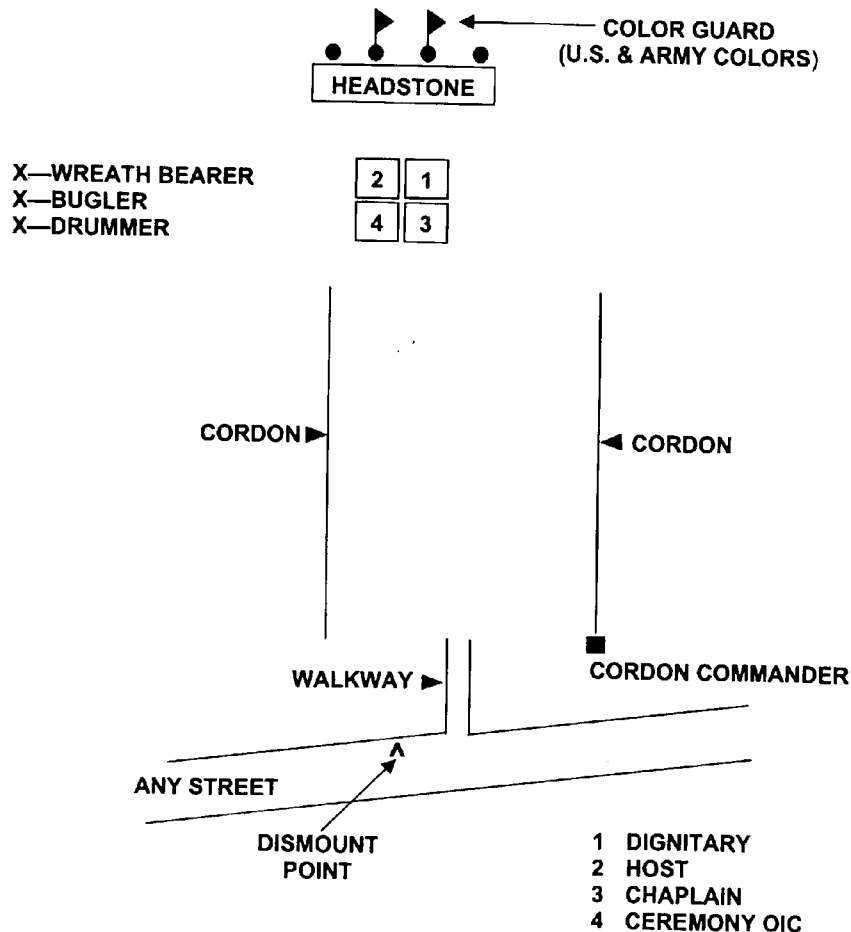 COLOR GUARD
(U.S. & ARMY COLORS)
HEADSTONE
X—WREATH BEARER
X—BUGLER
X—DRUMMER
2 1
4 3
CORDON
CORDON
WALKWAY
CORDON COMMANDER
ANY STREET
DISMOUNT
POINT
1 DIGNITARY
2 HOST
3 CHAPLAIN
4 CEREMONY OIC